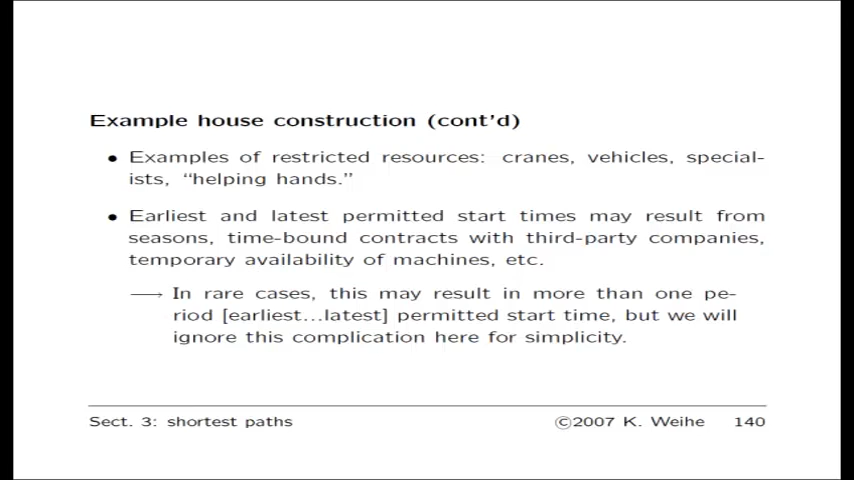 Example house construction (cont'd)
● Examples of restricted resources: cranes, vehicles, special-
ists, “helping hands.”
● Earliest and latest permitted start times may result from
seasons, time-bound contracts with third-party companies,
temporary availability of machines, etc.
⟶ In rare cases, this may result in more than one pe-
riod [earliest...latest] permitted start time, but we will
ignore this complication here for simplicity.
Sect. 3: shortest paths ©2007 K. Weihe 140